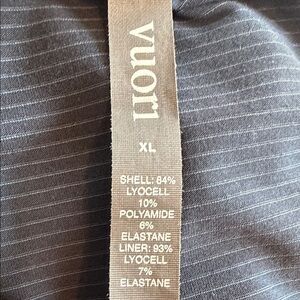 vuori
XL
SHELL: 84%
LYOCELL
10%
POLYAMIDE
6%
ELASTANE
LINER: 93%
LYOCELL
7%
ELASTANE